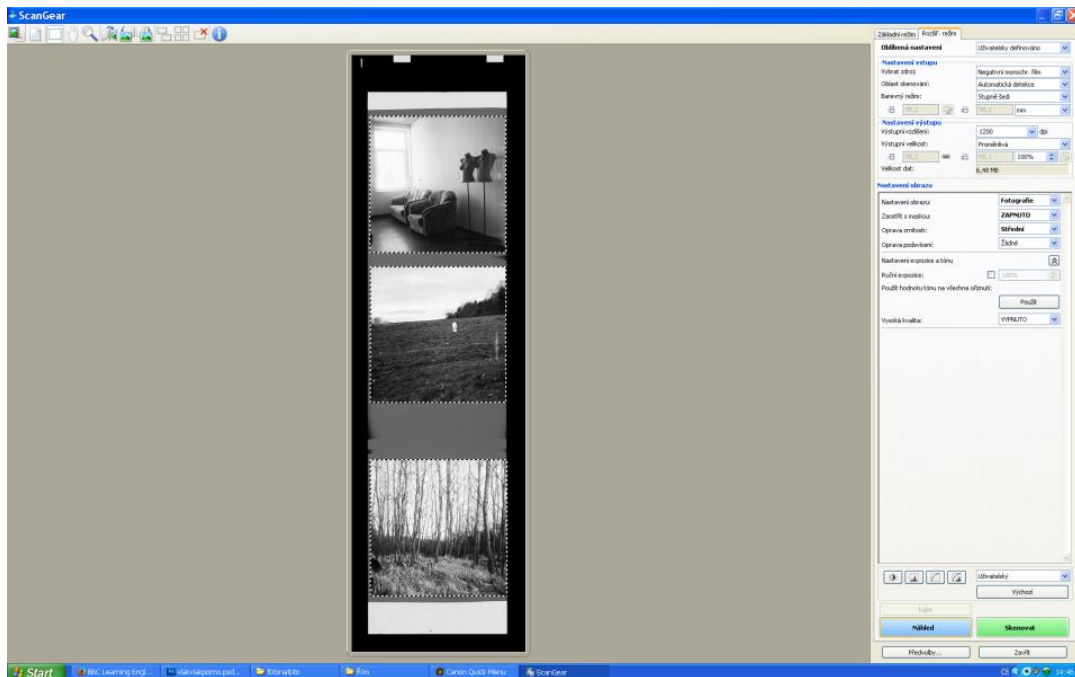 ScanGear
Základní režim Rozšíř. režim
Oblíbená nastavení Uživatelsky definováno
Nastavení vstupu
Vybrat zdroj: Negativní monochr. film
Oblast skenování: Automatická detekce
Barevný režim: Stupně šedi
mm
Nastavení výstupu
Výstupní rozlišení: 1200 dpi
Výstupní velikost: Proměnlivá
100%
Velikost dat: 6,48 MB
Nastavení obrazu
Nastavení obrazu: Fotografie
Zaostřit s maskou: ZAPNUTO
Oprava zrnitosti: Střední
Oprava podsvícení: Žádné
Nastavení expozice a tónu
Ruční expozice: 100%
Použít hodnotu tónu na všechna oříznutí:
Použít
Vysoká kvalita: VYPNUTO
Uživatelský
Výchozí
Lupa
Náhled Skenovat
Předvolby... Zavřít
Start BBC Learning Engl... fotonatoto Canon Quick Menu ScanGear CS 14:46